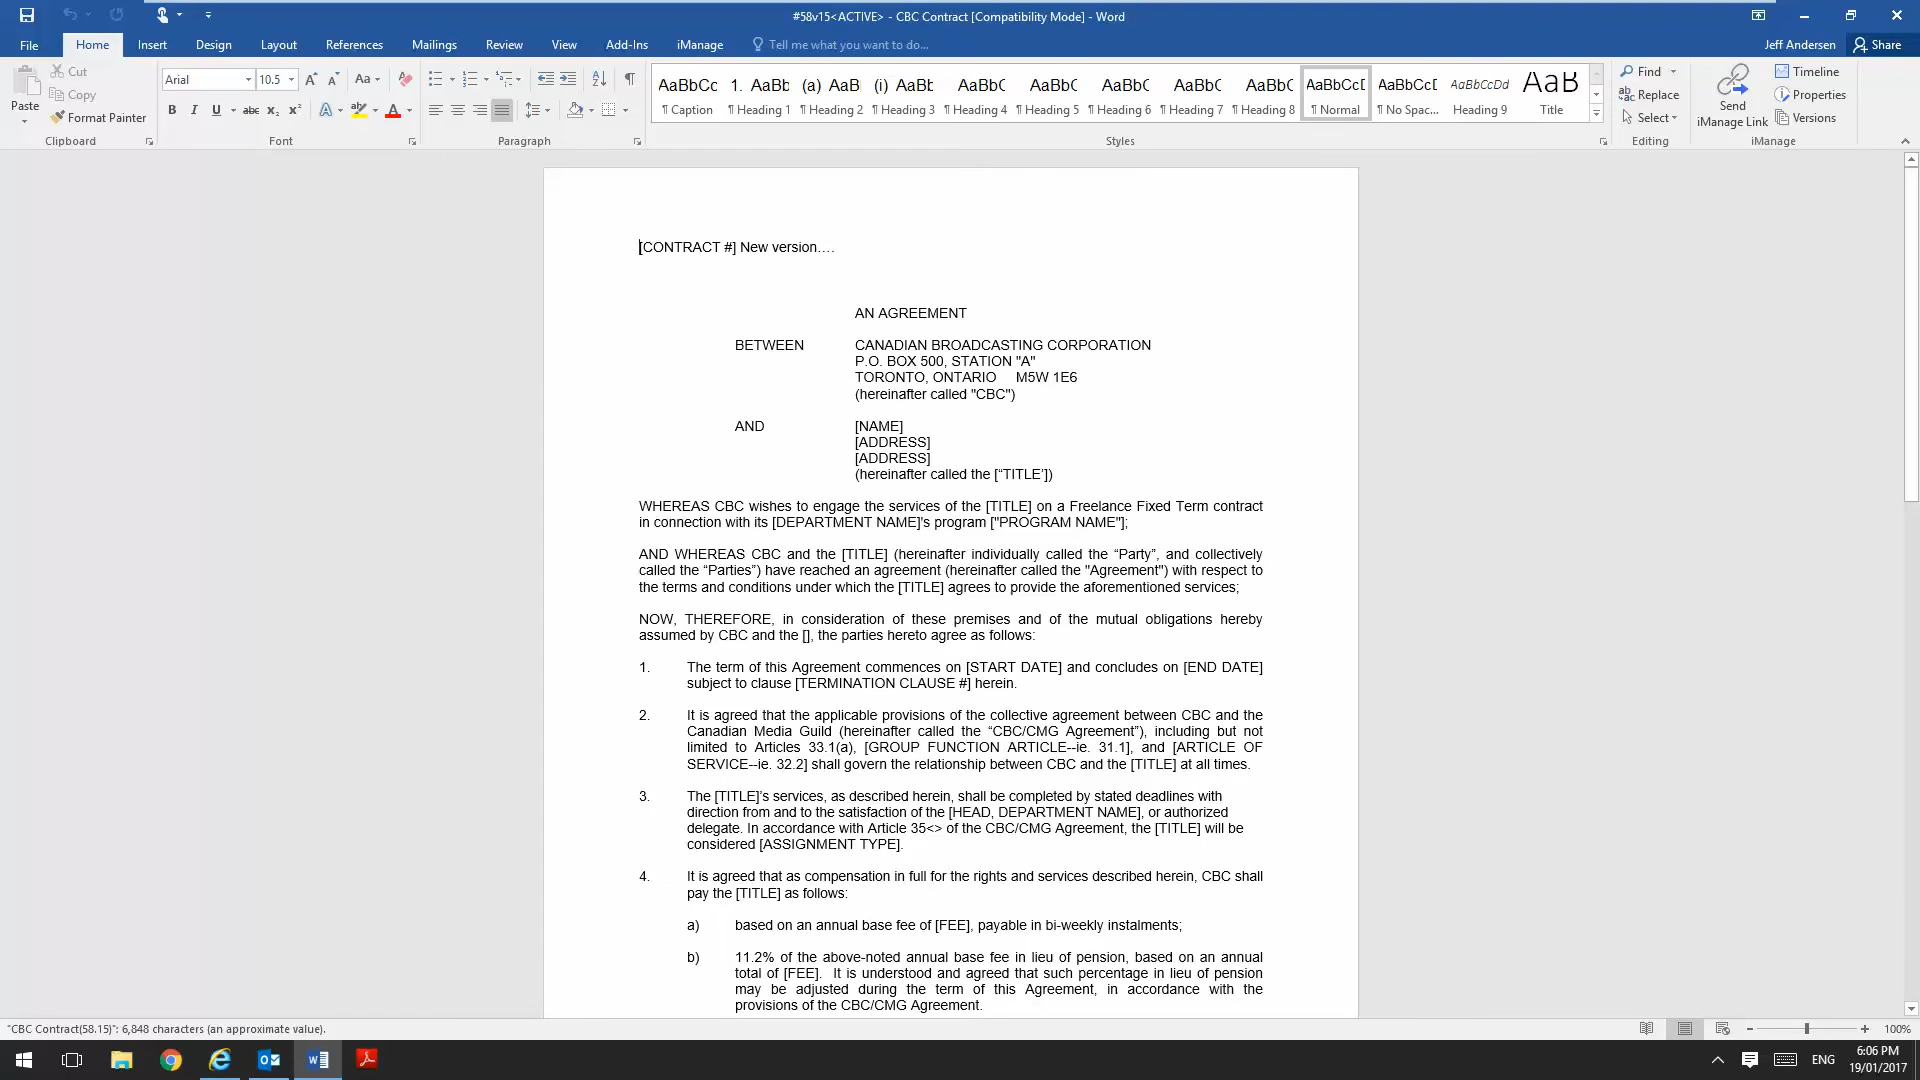 #58v15<ACTIVE> - CBC Contract [Compatibility Mode] - Word
File Home Insert Design Layout References Mailings Review View Add-Ins iManage Tell me what you want to do... Jeff Andersen Share
Paste
Cut
Copy
Format Painter
Clipboard
Arial 10.5
Font
Paragraph
AaBbCc 1. AaBb (a) AaB (i) AaBb AaBbC AaBbC AaBbC AaBbC AaBbC AaBbCcD AaBbCcD AaBbCcDd AaB
¶ Caption ¶ Heading 1 ¶ Heading 2 ¶ Heading 3 ¶ Heading 4 ¶ Heading 5 ¶ Heading 6 ¶ Heading 7 ¶ Heading 8 ¶ Normal ¶ No Spac... Heading 9 Title
Styles
Find
Replace
Select
Editing
Send
iManage Link
Timeline
Properties
Versions
iManage
[CONTRACT #] New version….
AN AGREEMENT
BETWEEN CANADIAN BROADCASTING CORPORATION
P.O. BOX 500, STATION "A"
TORONTO, ONTARIO M5W 1E6
(hereinafter called "CBC")
AND [NAME]
[ADDRESS]
[ADDRESS]
(hereinafter called the [“TITLE’])
WHEREAS CBC wishes to engage the services of the [TITLE] on a Freelance Fixed Term contract
in connection with its [DEPARTMENT NAME]'s program ["PROGRAM NAME"];
AND WHEREAS CBC and the [TITLE] (hereinafter individually called the “Party”, and collectively
called the “Parties”) have reached an agreement (hereinafter called the "Agreement") with respect to
the terms and conditions under which the [TITLE] agrees to provide the aforementioned services;
NOW, THEREFORE, in consideration of these premises and of the mutual obligations hereby
assumed by CBC and the [], the parties hereto agree as follows:
1. The term of this Agreement commences on [START DATE] and concludes on [END DATE]
subject to clause [TERMINATION CLAUSE #] herein.
2. It is agreed that the applicable provisions of the collective agreement between CBC and the
Canadian Media Guild (hereinafter called the “CBC/CMG Agreement”), including but not
limited to Articles 33.1(a), [GROUP FUNCTION ARTICLE--ie. 31.1], and [ARTICLE OF
SERVICE--ie. 32.2] shall govern the relationship between CBC and the [TITLE] at all times.
3. The [TITLE]’s services, as described herein, shall be completed by stated deadlines with
direction from and to the satisfaction of the [HEAD, DEPARTMENT NAME], or authorized
delegate. In accordance with Article 35<> of the CBC/CMG Agreement, the [TITLE] will be
considered [ASSIGNMENT TYPE].
4. It is agreed that as compensation in full for the rights and services described herein, CBC shall
pay the [TITLE] as follows:
a) based on an annual base fee of [FEE], payable in bi-weekly instalments;
b) 11.2% of the above-noted annual base fee in lieu of pension, based on an annual
total of [FEE]. It is understood and agreed that such percentage in lieu of pension
may be adjusted during the term of this Agreement, in accordance with the
provisions of the CBC/CMG Agreement.
"CBC Contract(58.15)": 6,848 characters (an approximate value).
100%
ENG
6:06 PM
19/01/2017